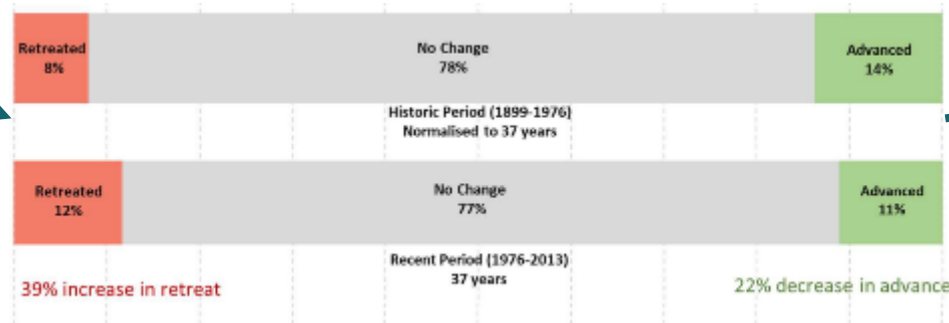 Retreated
8%
No Change
78%
Advanced
14%
Historic Period (1899-1976)
Normalised to 37 years
Retreated
12%
No Change
77%
Advanced
11%
Recent Period (1976-2013)
37 years
39% increase in retreat
22% decrease in advance